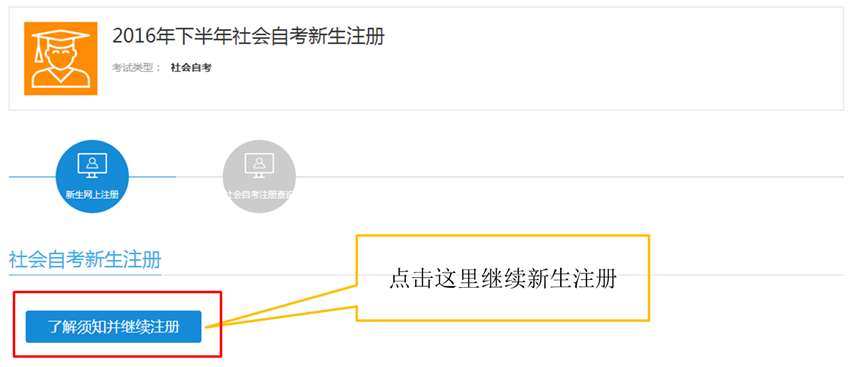 2016年下半年社会自考新生注册
考试类型： 社会自考
新生网上注册
社会自考注册查询
社会自考新生注册
点击这里继续新生注册
了解须知并继续注册